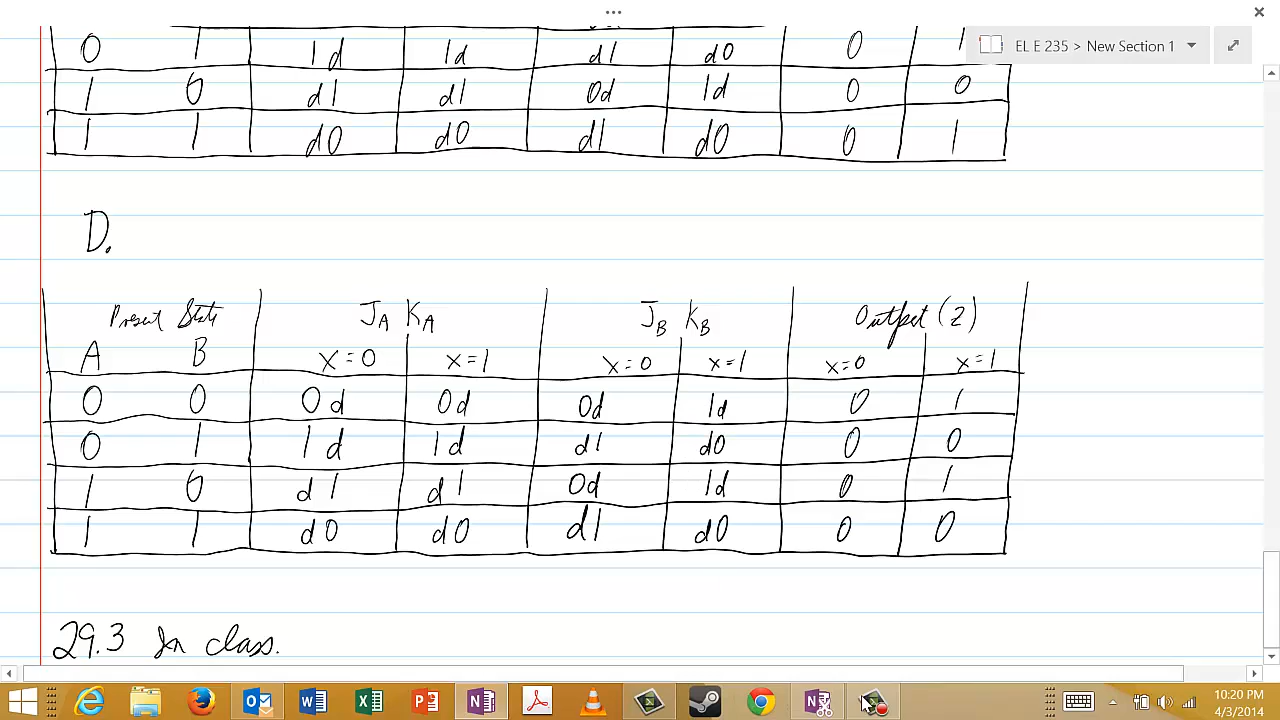 EL E 235 > New Section 1
0 1 1d 1d d1 d0 0 1
1 0 d1 d1 0d 1d 0 0
1 1 d0 d0 d1 d0 0 1
D.
Present State JA KA JB KB Output (Z)
A B x=0 x=1 x=0 x=1 x=0 x=1
0 0 0d 0d 0d 1d 0 1
0 1 1d 1d d1 d0 0 0
1 0 d1 d1 0d 1d 0 1
1 1 d0 d0 d1 d0 0 0
29.3 In class.
10:20 PM
4/3/2014